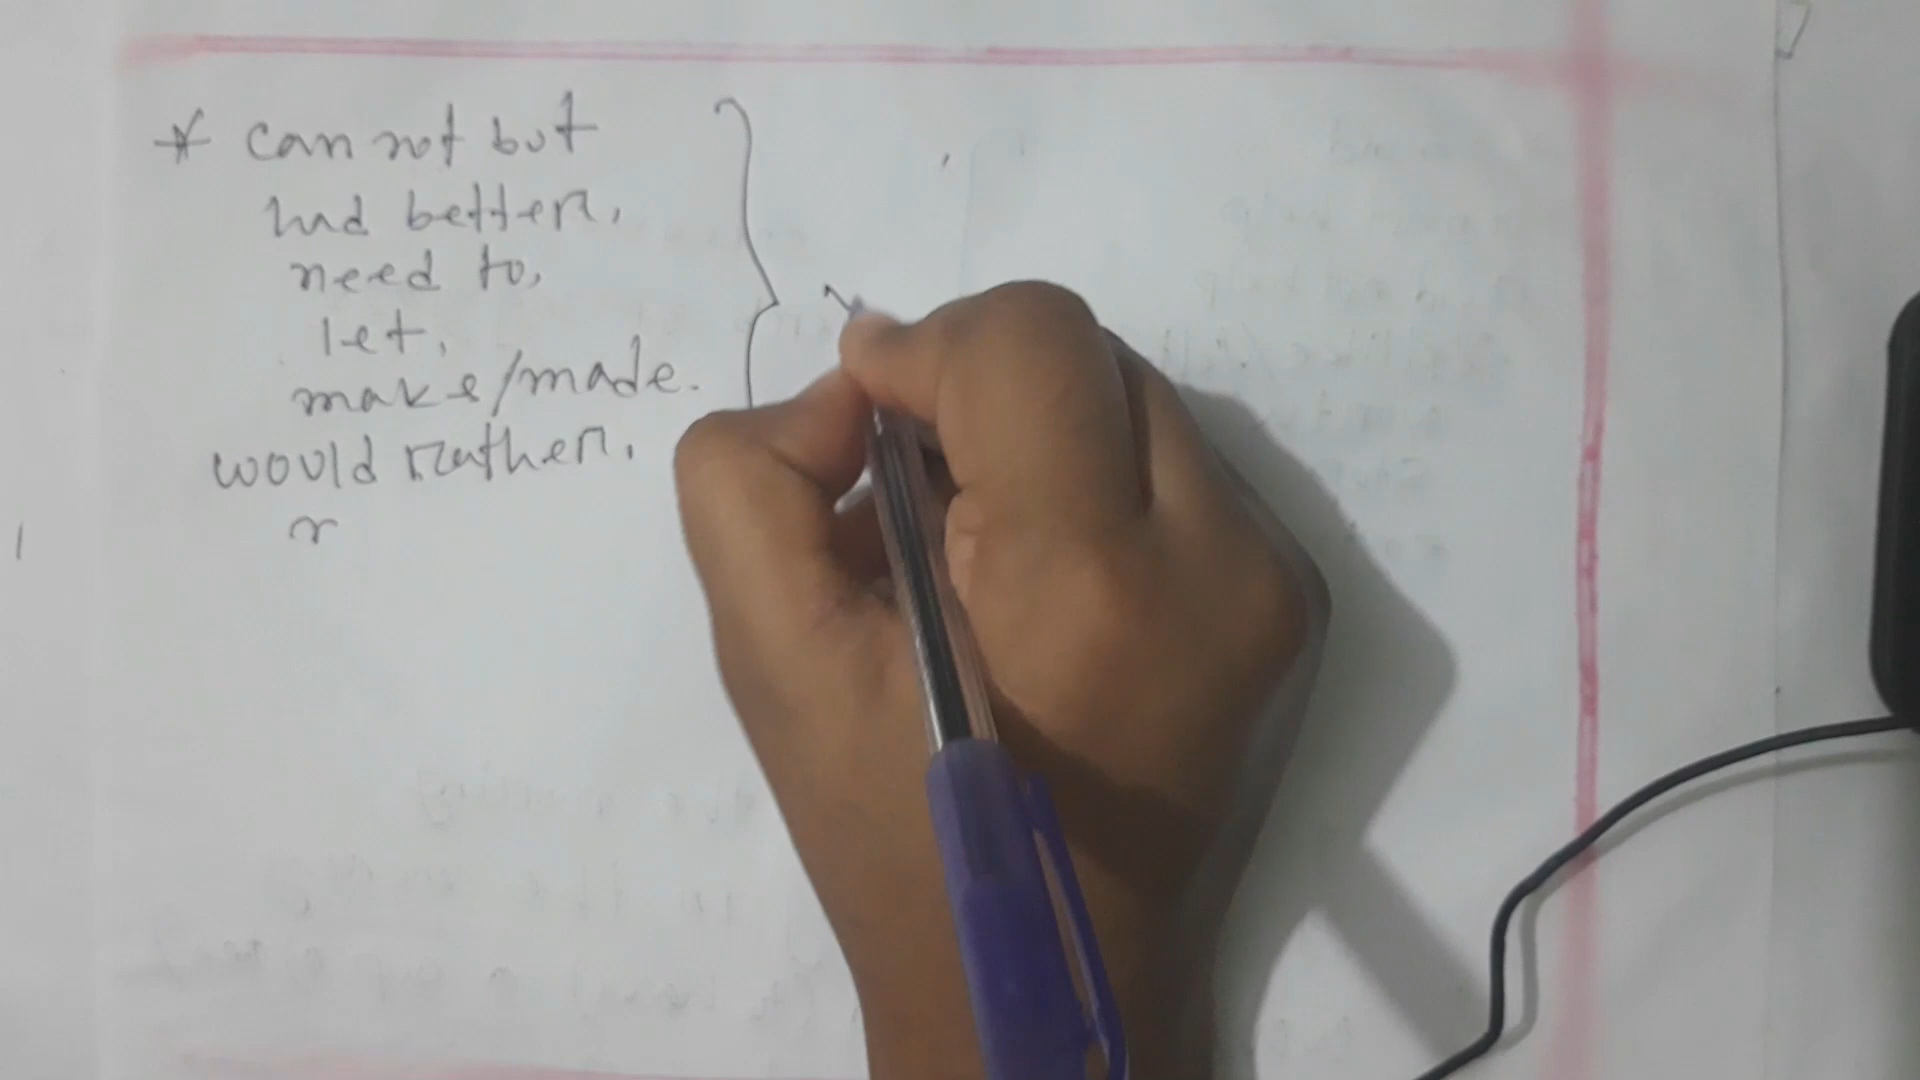 * can not but
had better,
need to,
let,
make/made.
would rather.
r